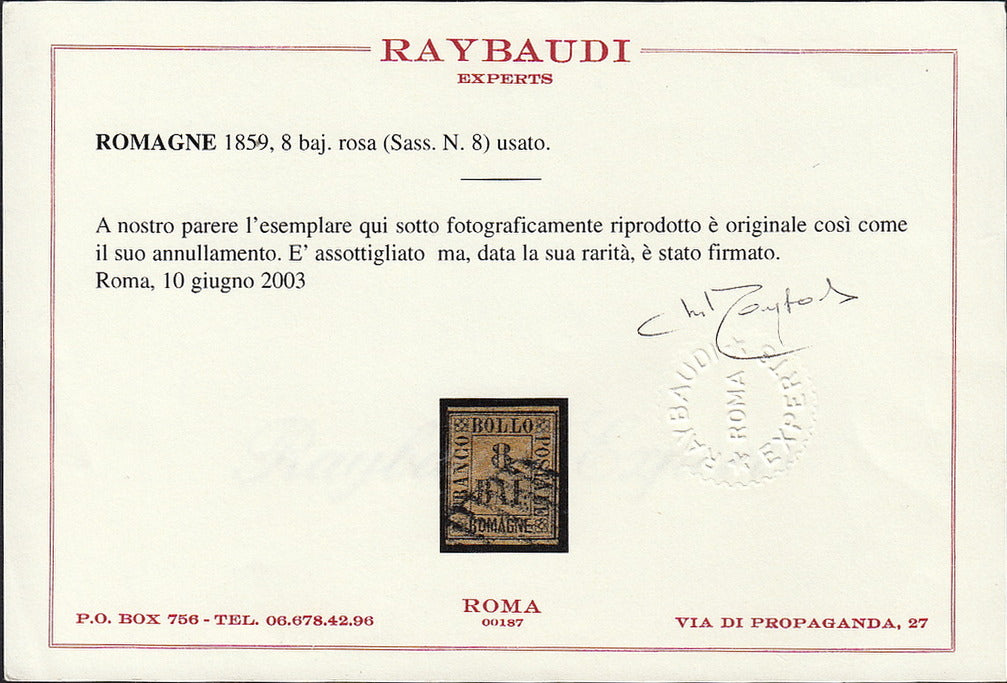 RAYBAUDI
EXPERTS
ROMAGNE 1859, 8 baj. rosa (Sass. N. 8) usato.
A nostro parere l'esemplare qui sotto fotograficamente riprodotto è originale così come
il suo annullamento. E' assottigliato ma, data la sua rarità, è stato firmato.
Roma, 10 giugno 2003
RAYBAUDI EXPERTS
ROMA
BOLLO
FRANCO
POSTALE
8
BAI
ROMAGNE
ROMA
00187
P.O. BOX 756 - TEL. 06.678.42.96
VIA DI PROPAGANDA, 27